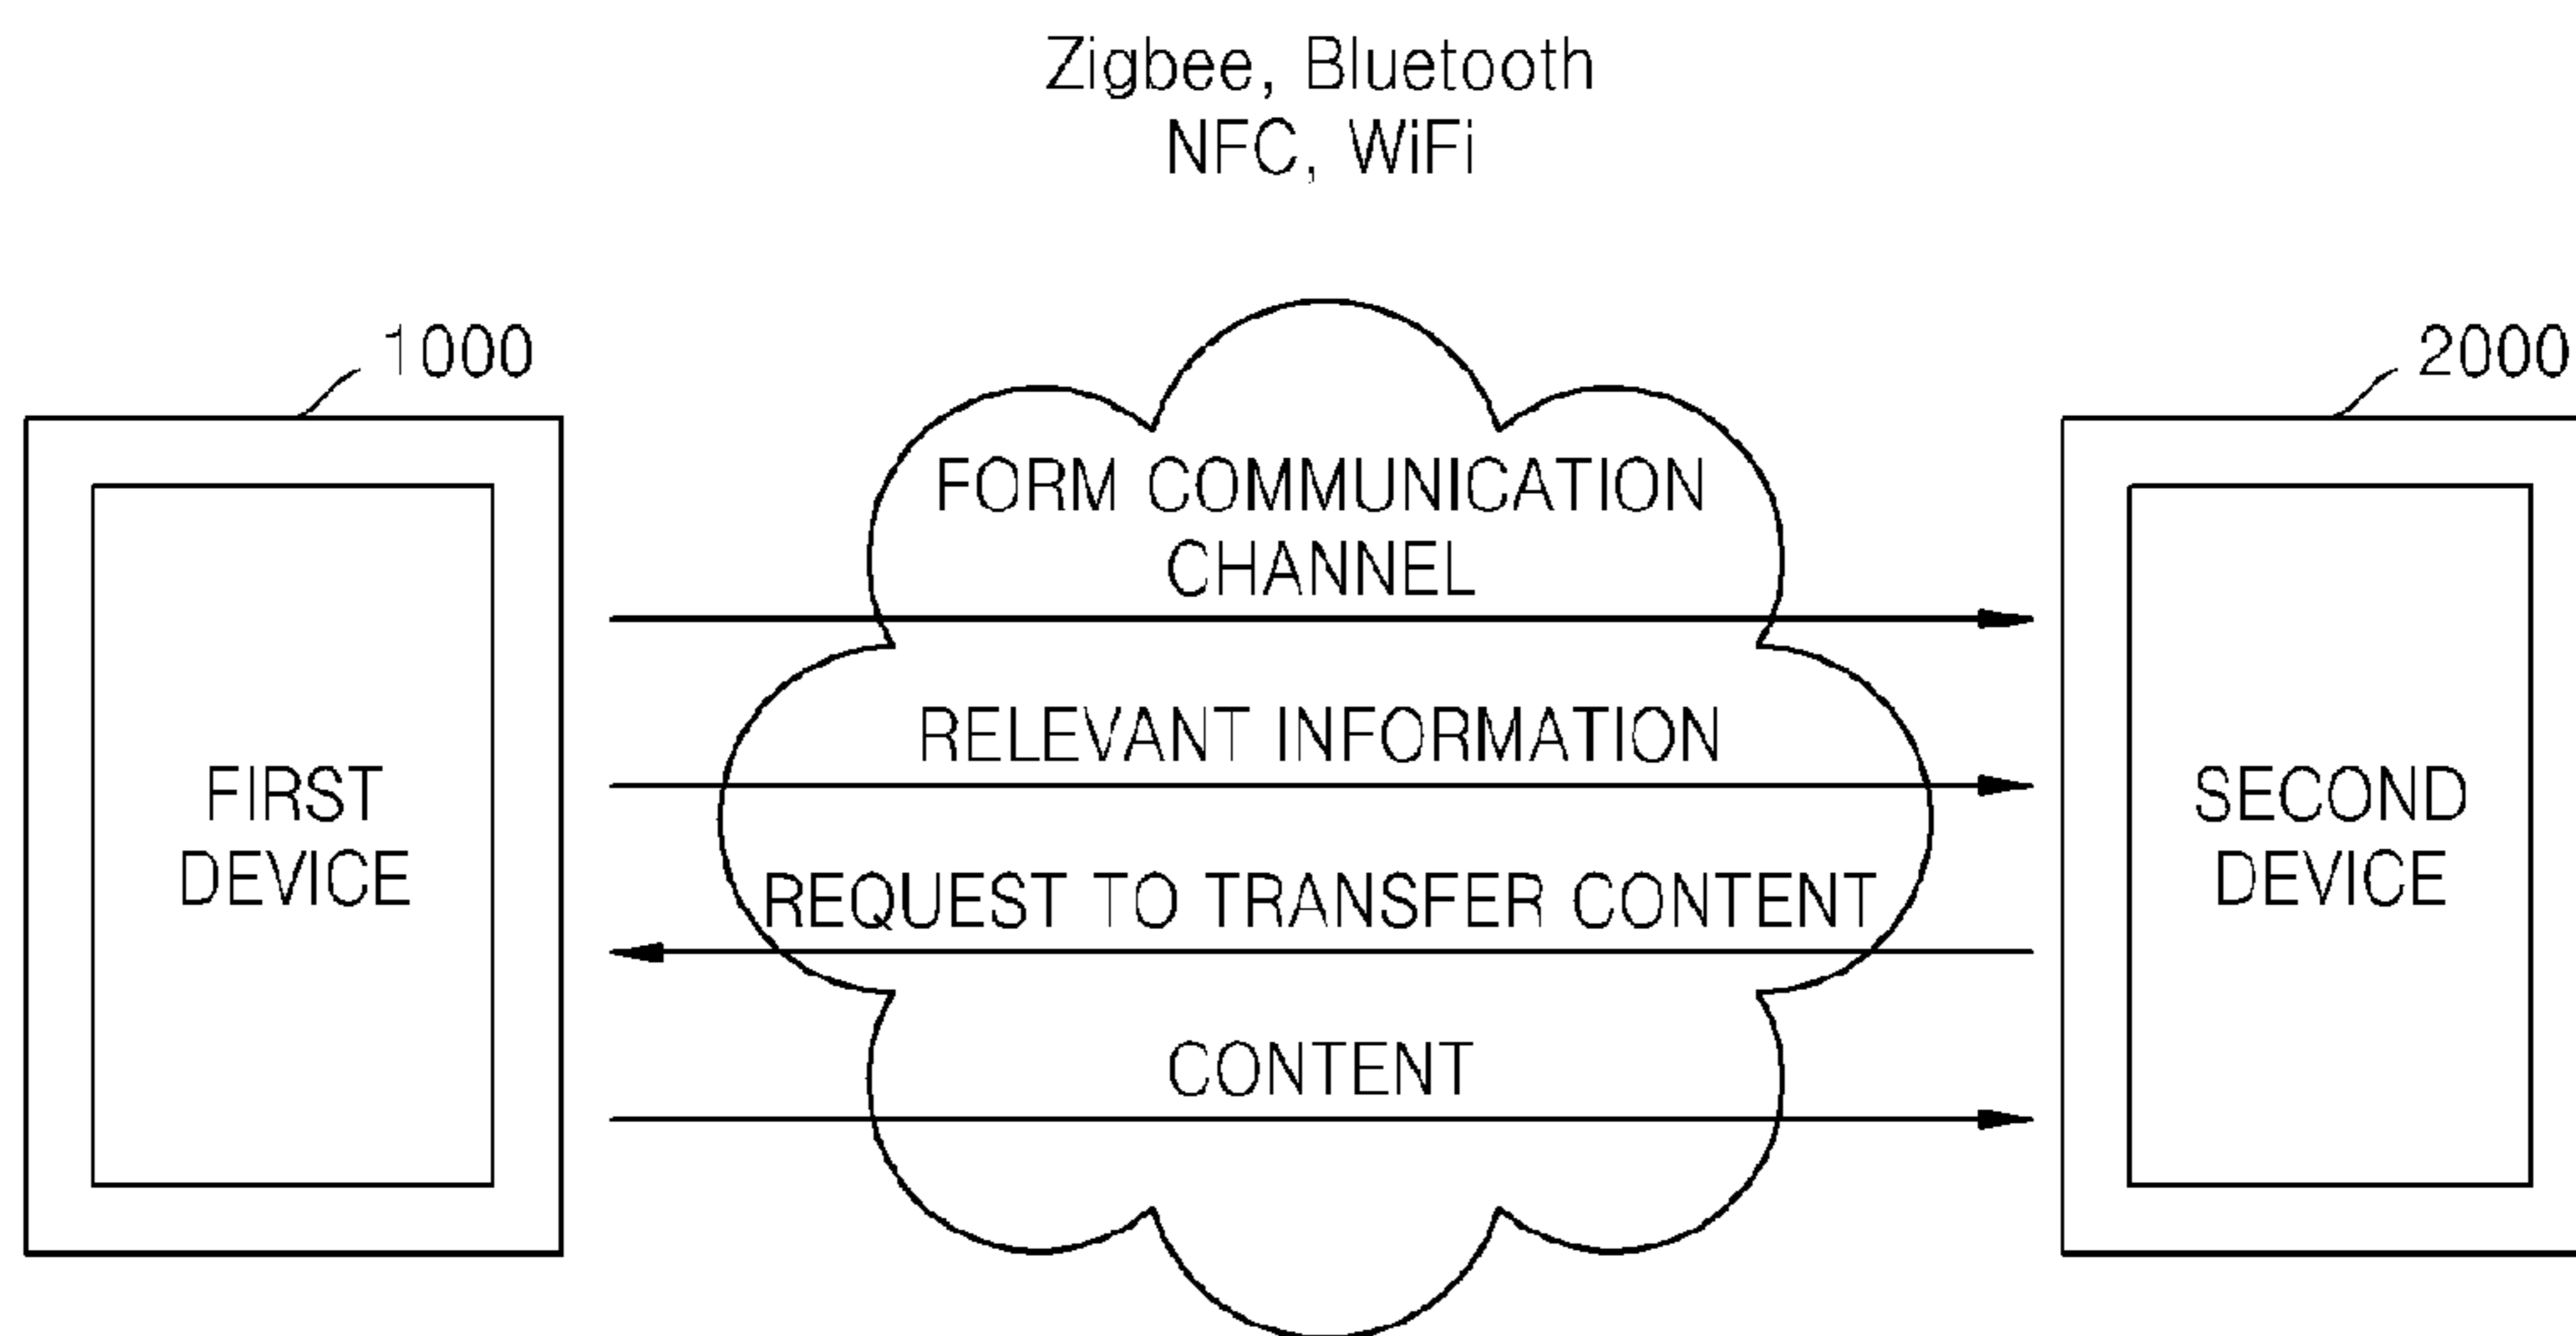 Zigbee, Bluetooth
NFC, WiFi
1000
2000
FORM COMMUNICATION
CHANNEL
RELEVANT INFORMATION
FIRST
DEVICE
SECOND
DEVICE
REQUEST TO TRANSFER CONTENT
CONTENT